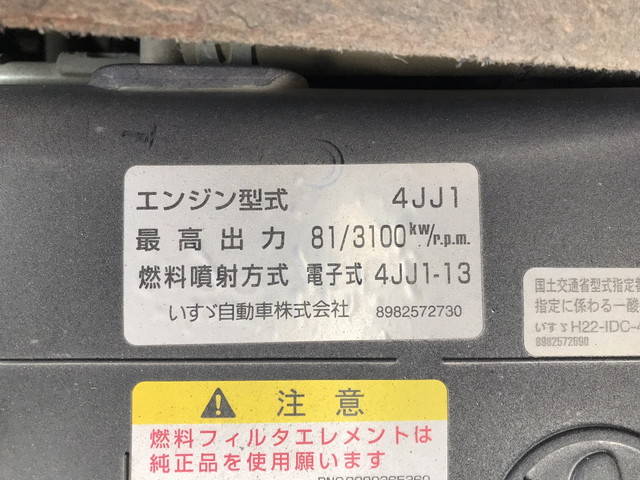 エンジン型式 4JJ1
最高出力 81/3100 kw/r.p.m.
燃料噴射方式 電子式 4JJ1-13
いすゞ自動車株式会社 8982572730
国土交通省型式指定
指定に係わる一酸
いすゞ H22-IDC-
8982572690
注意
燃料フィルタエレメントは
純正品を使用願います